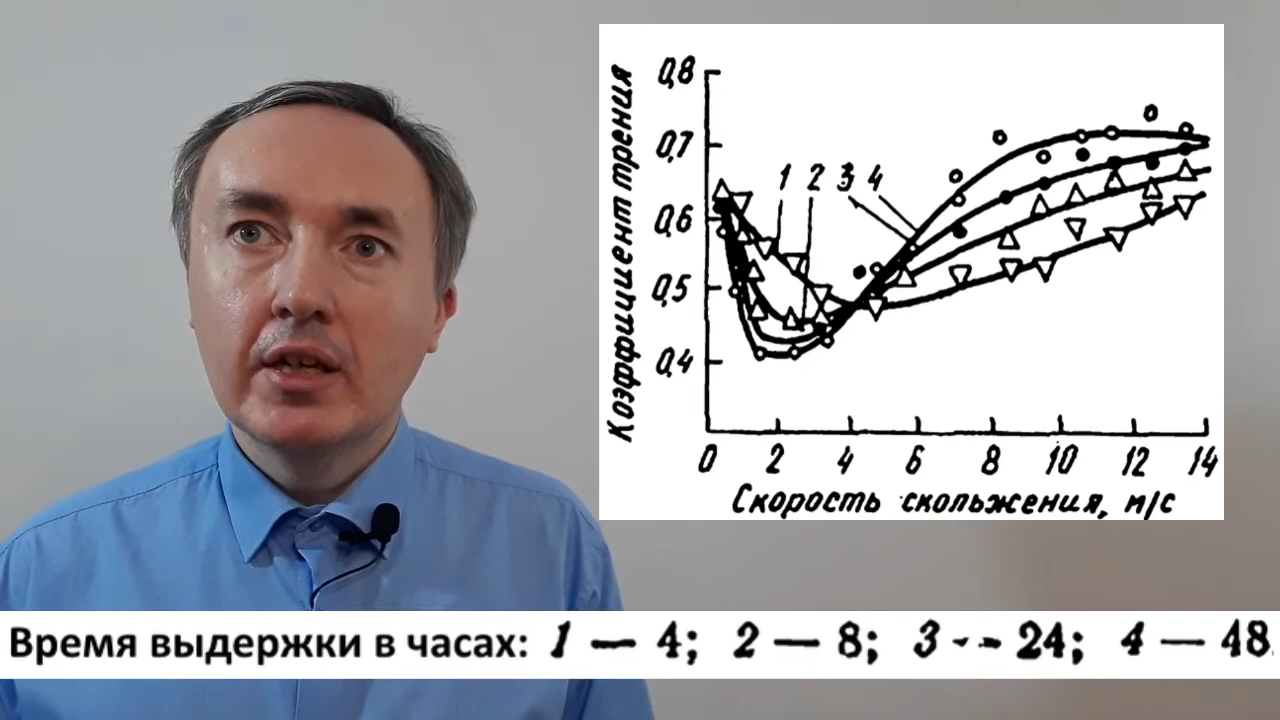 Коэффициент трения
0,8
0,7
0,6
0,5
0,4
1 2 3 4
0 2 4 6 8 10 12 14
Скорость скольжения, м/с
Время выдержки в часах: 1 — 4; 2 — 8; 3 -- 24; 4 — 48